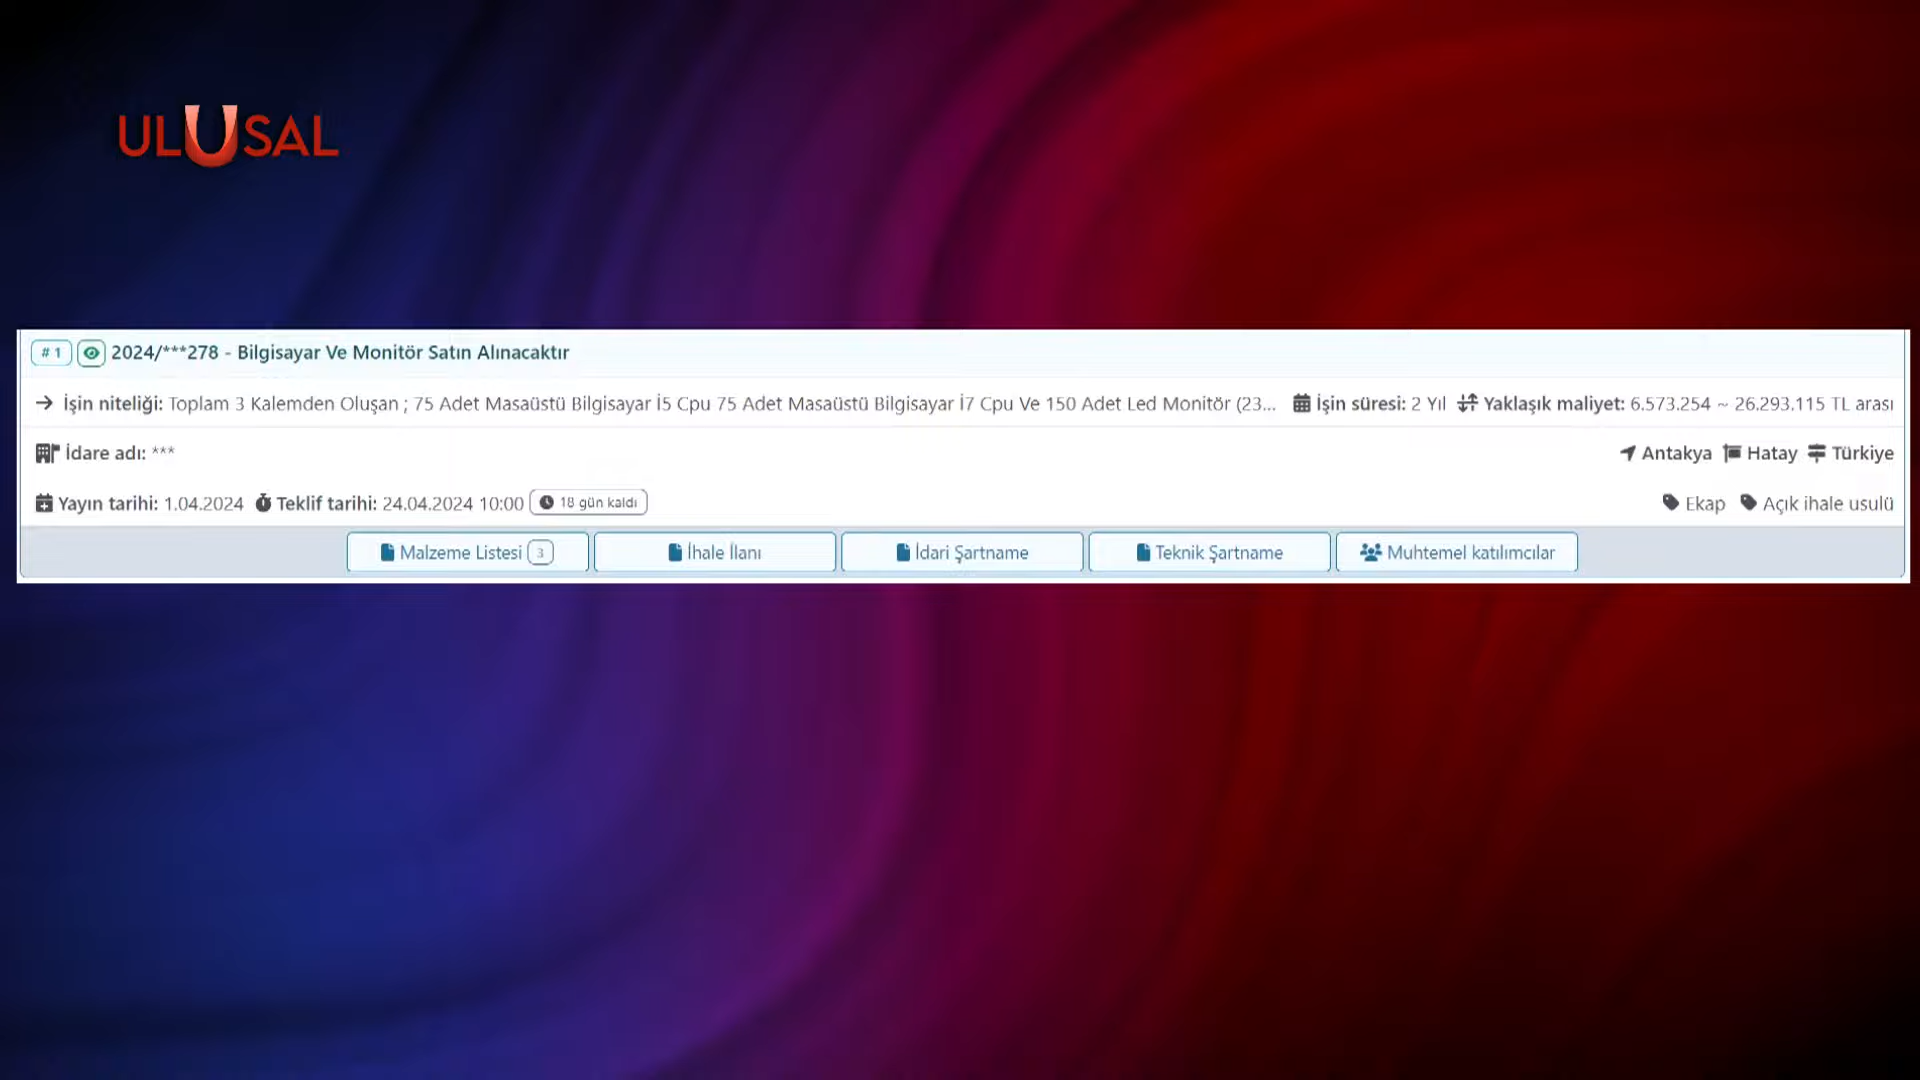 ULUSAL
# 1 2024/***278 - Bilgisayar Ve Monitör Satın Alınacaktır
İşin niteliği: Toplam 3 Kalemden Oluşan ; 75 Adet Masaüstü Bilgisayar İ5 Cpu 75 Adet Masaüstü Bilgisayar İ7 Cpu Ve 150 Adet Led Monitör (23... İşin süresi: 2 Yıl Yaklaşık maliyet: 6.573.254 ~ 26.293.115 TL arası
İdare adı: *** Antakya Hatay Türkiye
Yayın tarihi: 1.04.2024 Teklif tarihi: 24.04.2024 10:00 18 gün kaldı Ekap Açık ihale usulü
Malzeme Listesi 3 İhale İlanı İdari Şartname Teknik Şartname Muhtemel katılımcılar